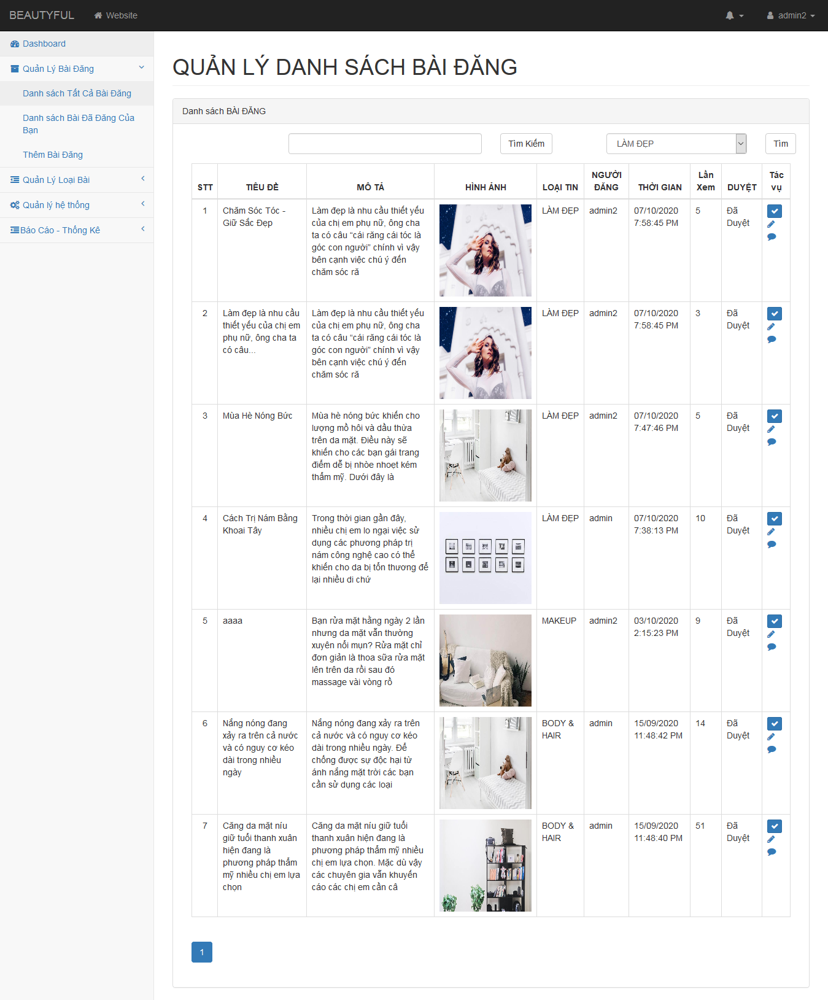 BEAUTYFUL
Website
admin2
Dashboard
Quản Lý Bài Đăng
Danh sách Tất Cả Bài Đăng
Danh sách Bài Đã Đăng Của
Bạn
Thêm Bài Đăng
Quản Lý Loại Bài
Quản lý hệ thống
Báo Cáo - Thống Kê
QUẢN LÝ DANH SÁCH BÀI ĐĂNG
Danh sách BÀI ĐĂNG
Tìm Kiếm
LÀM ĐẸP
Tìm
STT TIÊU ĐỀ MÔ TẢ HÌNH ẢNH LOẠI TIN NGƯỜI ĐĂNG THỜI GIAN Lần Xem DUYỆT Tác vụ
1
Chăm Sóc Tóc -
Giữ Sắc Đẹp
Làm đẹp là nhu cầu thiết yếu
của chị em phụ nữ, ông cha
ta có câu “cái răng cái tóc là
góc con người” chính vì vậy
bên cạnh việc chú ý đến
chăm sóc ră
LÀM ĐẸP
admin2
07/10/2020
7:58:45 PM
5
Đã
Duyệt
2
Làm đẹp là nhu cầu
thiết yếu của chị em
phụ nữ, ông cha ta
có câu...
Làm đẹp là nhu cầu thiết yếu
của chị em phụ nữ, ông cha
ta có câu “cái răng cái tóc là
góc con người” chính vì vậy
bên cạnh việc chú ý đến
chăm sóc ră
LÀM ĐẸP
admin2
07/10/2020
7:58:45 PM
3
Đã
Duyệt
3
Mùa Hè Nóng Bức
Mùa hè nóng bức khiến cho
lượng mồ hôi và dầu thừa
trên da mặt. Điều này sẽ
khiến cho các bạn gái trang
điểm dễ bị nhòe nhoẹt kém
thẩm mỹ. Dưới đây là
LÀM ĐẸP
admin2
07/10/2020
7:47:46 PM
5
Đã
Duyệt
4
Cách Trị Nám Bằng
Khoai Tây
Trong thời gian gần đây,
nhiều chị em lo ngại việc sử
dụng các phương pháp trị
nám công nghệ cao có thể
khiến cho da bị tổn thương để
lại nhiều di chứ
LÀM ĐẸP
admin
07/10/2020
7:38:13 PM
10
Đã
Duyệt
5
aaaa
Bạn rửa mặt hằng ngày 2 lần
nhưng da mặt vẫn thường
xuyên nổi mụn? Rửa mặt chỉ
đơn giản là thoa sữa rửa mặt
lên trên da rồi sau đó
massage vài vòng rồ
MAKEUP
admin2
03/10/2020
2:15:23 PM
9
Đã
Duyệt
6
Nắng nóng đang
xảy ra trên cả nước
và có nguy cơ kéo
dài trong nhiều
ngày
Nắng nóng đang xảy ra trên
cả nước và có nguy cơ kéo
dài trong nhiều ngày. Để
chống được sự độc hại từ
ánh nắng mặt trời các bạn
cần sử dụng các loại
BODY &
HAIR
admin
15/09/2020
11:48:42 PM
14
Đã
Duyệt
7
Căng da mặt níu
giữ tuổi thanh xuân
hiện đang là
phương pháp thẩm
mỹ nhiều chị em lựa
chọn
Căng da mặt níu giữ tuổi
thanh xuân hiện đang là
phương pháp thẩm mỹ nhiều
chị em lựa chọn. Mặc dù vậy
các chuyên gia vẫn khuyến
cáo các chị em cần câ
BODY &
HAIR
admin
15/09/2020
11:48:40 PM
51
Đã
Duyệt
1